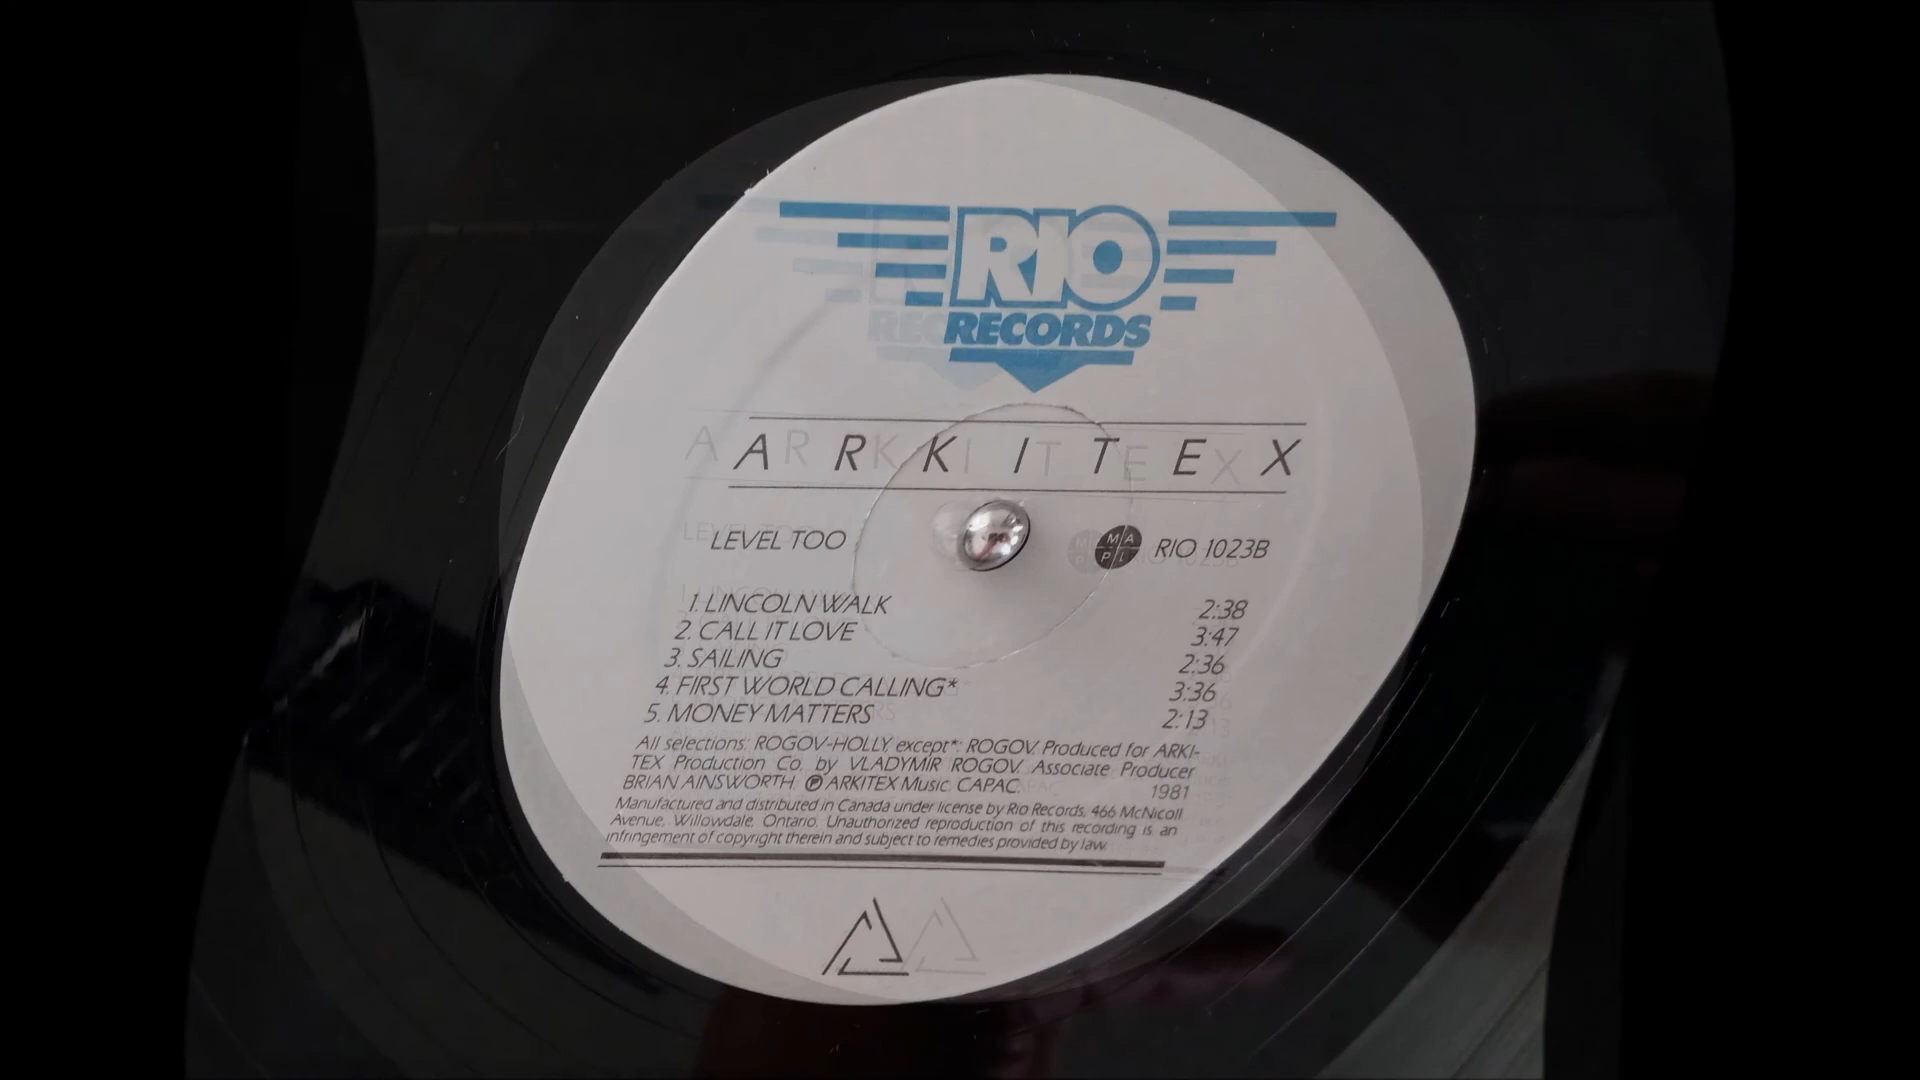 RIO
RECORDS
ARKITEX
LEVEL TOO
MAPL
RIO 1023B
1. LINCOLN WALK 2:38
2. CALL IT LOVE 3:47
3. SAILING 2:36
4. FIRST WORLD CALLING* 3:36
5. MONEY MATTERS 2:13
All selections: ROGOV-HOLLY, except*: ROGOV. Produced for ARKI-
TEX Production Co. by VLADYMIR ROGOV. Associate Producer
BRIAN AINSWORTH. ℗ ARKITEX Music. CAPAC. 1981
Manufactured and distributed in Canada under license by Rio Records, 466 McNicoll
Avenue, Willowdale, Ontario. Unauthorized reproduction of this recording is an
infringement of copyright therein and subject to remedies provided by law.